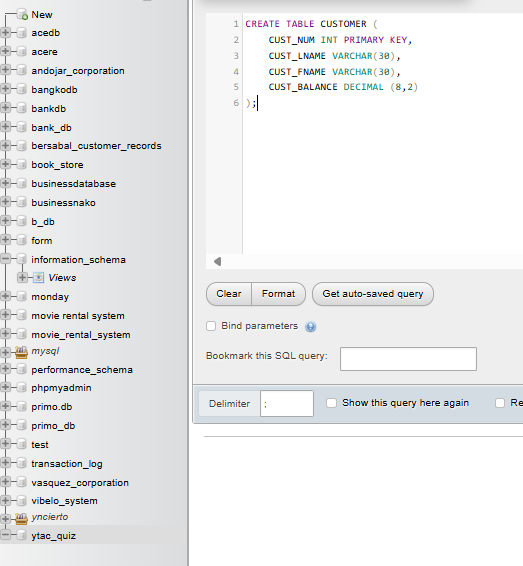 New
acedb
acere
andojar_corporation
bangkodb
bankdb
bank_db
bersabal_customer_records
book_store
businessdatabase
businessnako
b_db
form
information_schema
Views
monday
movie rental system
movie_rental_system
mysql
performance_schema
phpmyadmin
primo.db
primo_db
test
transaction_log
vasquez_corporation
vibelo_system
yncierto
ytac_quiz
1 CREATE TABLE CUSTOMER (
2 CUST_NUM INT PRIMARY KEY,
3 CUST_LNAME VARCHAR(30),
4 CUST_FNAME VARCHAR(30),
5 CUST_BALANCE DECIMAL (8,2)
6 );
Clear Format Get auto-saved query
Bind parameters
Bookmark this SQL query:
Delimiter ; Show this query here again Re